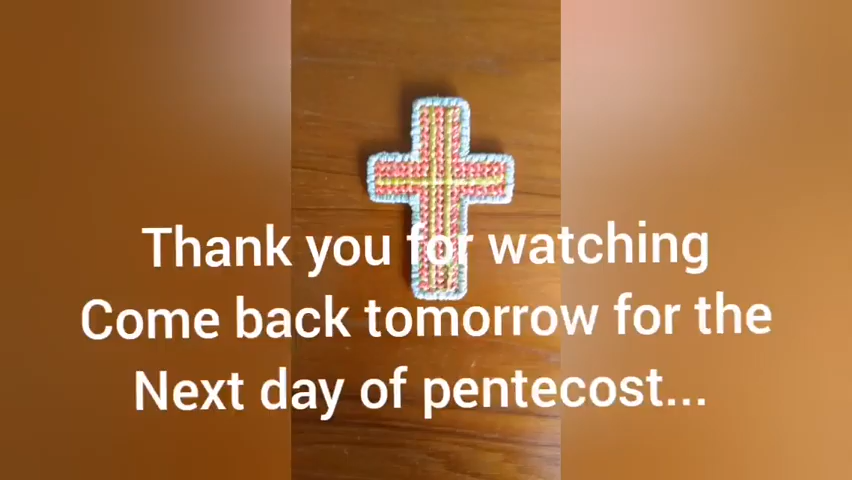 Thank you for watching
Come back tomorrow for the
Next day of pentecost...